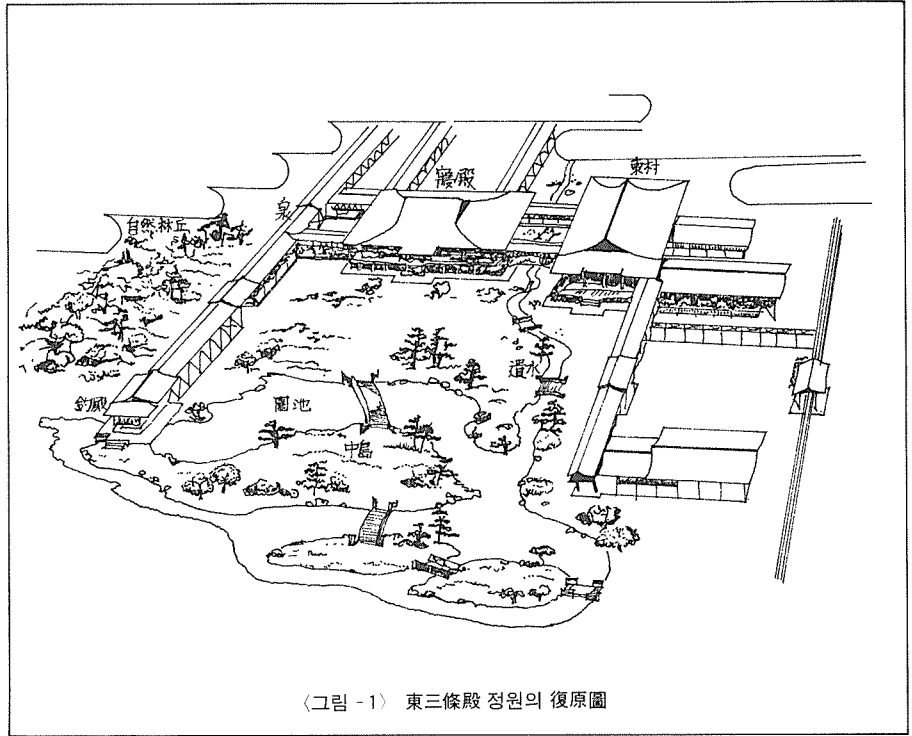 東村
寢殿
泉
自然林丘
遣水
釣殿
園池
中島
〈그림 - 1〉 東三條殿 정원의 復原圖